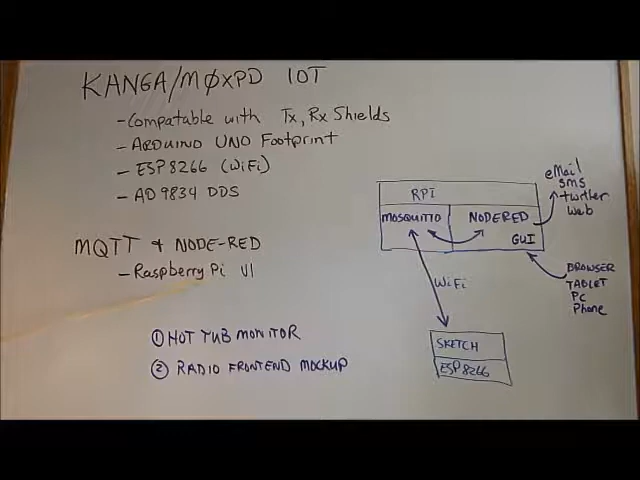 KANGA/MØXPD IOT
- Compatable with Tx, Rx Shields
- ARDUINO UNO Footprint
- ESP8266 (WiFi)
- AD9834 DDS
MQTT & NODE-RED
- Raspberry Pi V1
① HOT TUB MONITOR
② RADIO FRONTEND MOCKUP
RPI
MOSQUITTO
NODERED
GUI
eMail
SMS
twitter
Web
BROWSER
TABLET
PC
Phone
WiFi
SKETCH
ESP8266